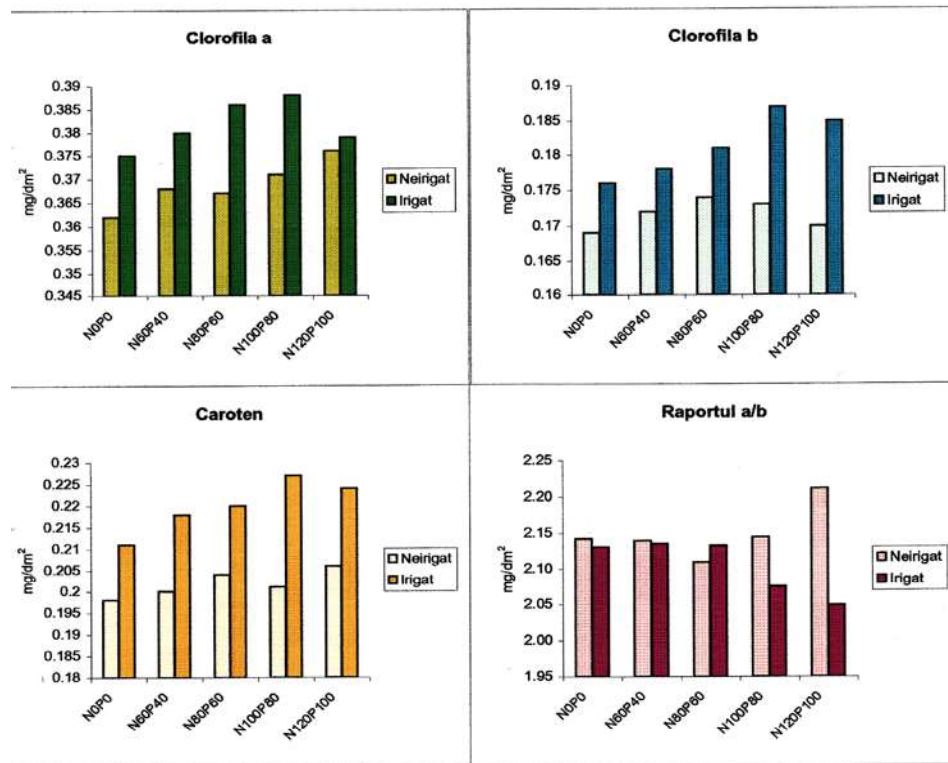 Clorofila a
0.39
0.385
0.38
0.375
0.37
0.365
0.36
0.355
0.35
0.345
mg/dm²
N0P0
N60P40
N80P60
N100P80
N120P100
Neirigat
Irigat
Clorofila b
0.19
0.185
0.18
0.175
0.17
0.165
0.16
mg/dm²
N0P0
N60P40
N80P60
N100P80
N120P100
Neirigat
Irigat
Caroten
0.23
0.225
0.22
0.215
0.21
0.205
0.2
0.195
0.19
0.185
0.18
mg/dm²
N0P0
N60P40
N80P60
N100P80
N120P100
Neirigat
Irigat
Raportul a/b
2.25
2.20
2.15
2.10
2.05
2.00
1.95
mg/dm²
N0P0
N60P40
N80P60
N100P80
N120P100
Neirigat
Irigat